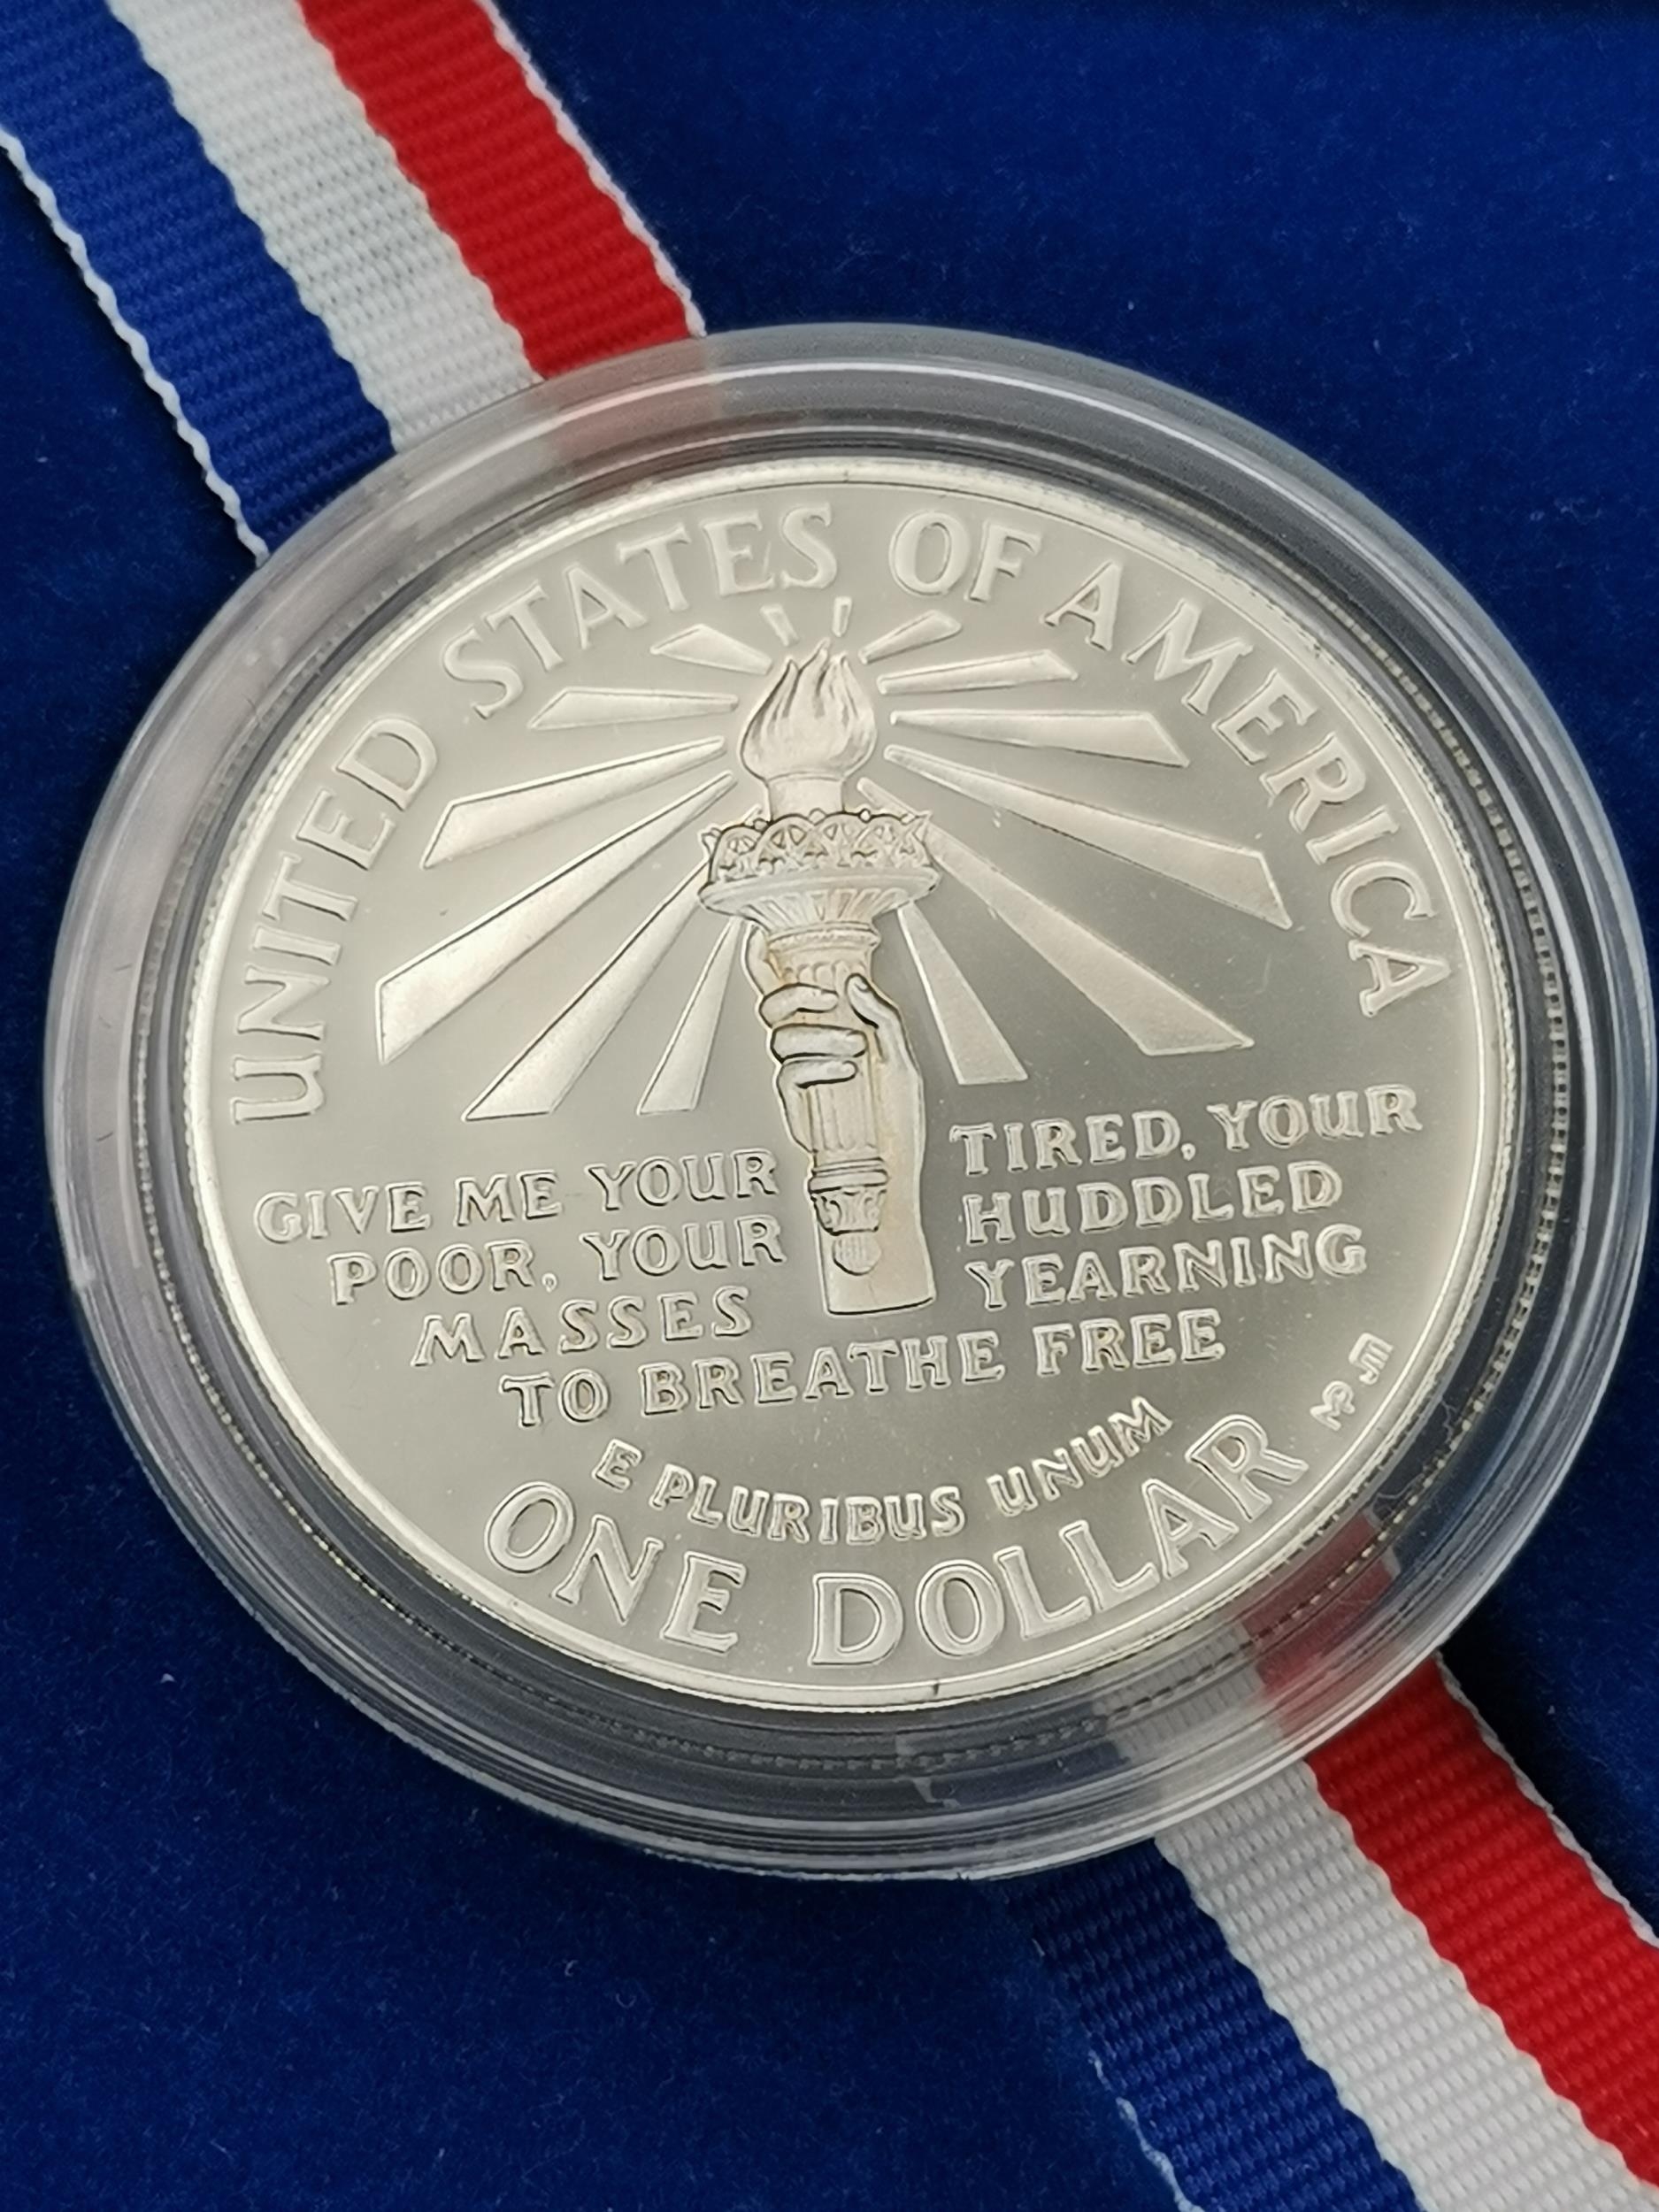 UNITED STATES OF AMERICA
GIVE ME YOUR TIRED, YOUR
POOR, YOUR HUDDLED
MASSES YEARNING
TO BREATHE FREE
E PLURIBUS UNUM
ONE DOLLAR